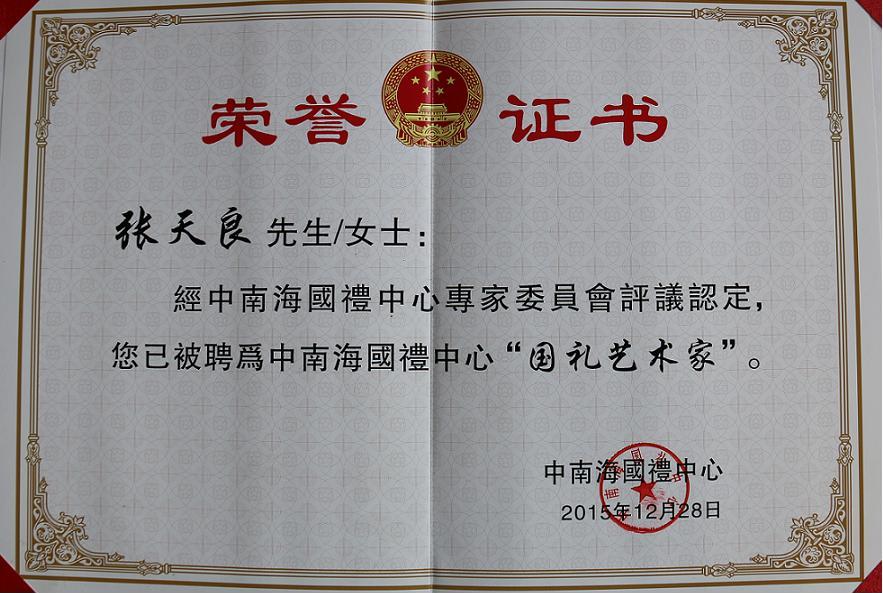 荣誉证书
张天良 先生/女士：
經中南海國禮中心專家委員會評議認定，
您已被聘爲中南海國禮中心“国礼艺术家”。
中南海國禮中心
2015年12月28日